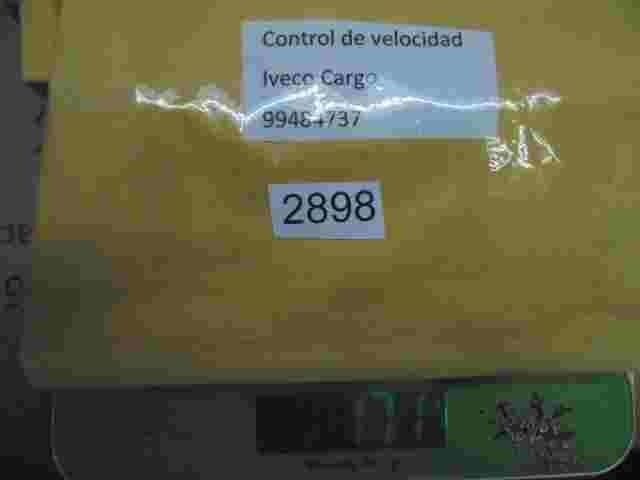 Control de velocidad
Iveco Cargo
99484737
2898